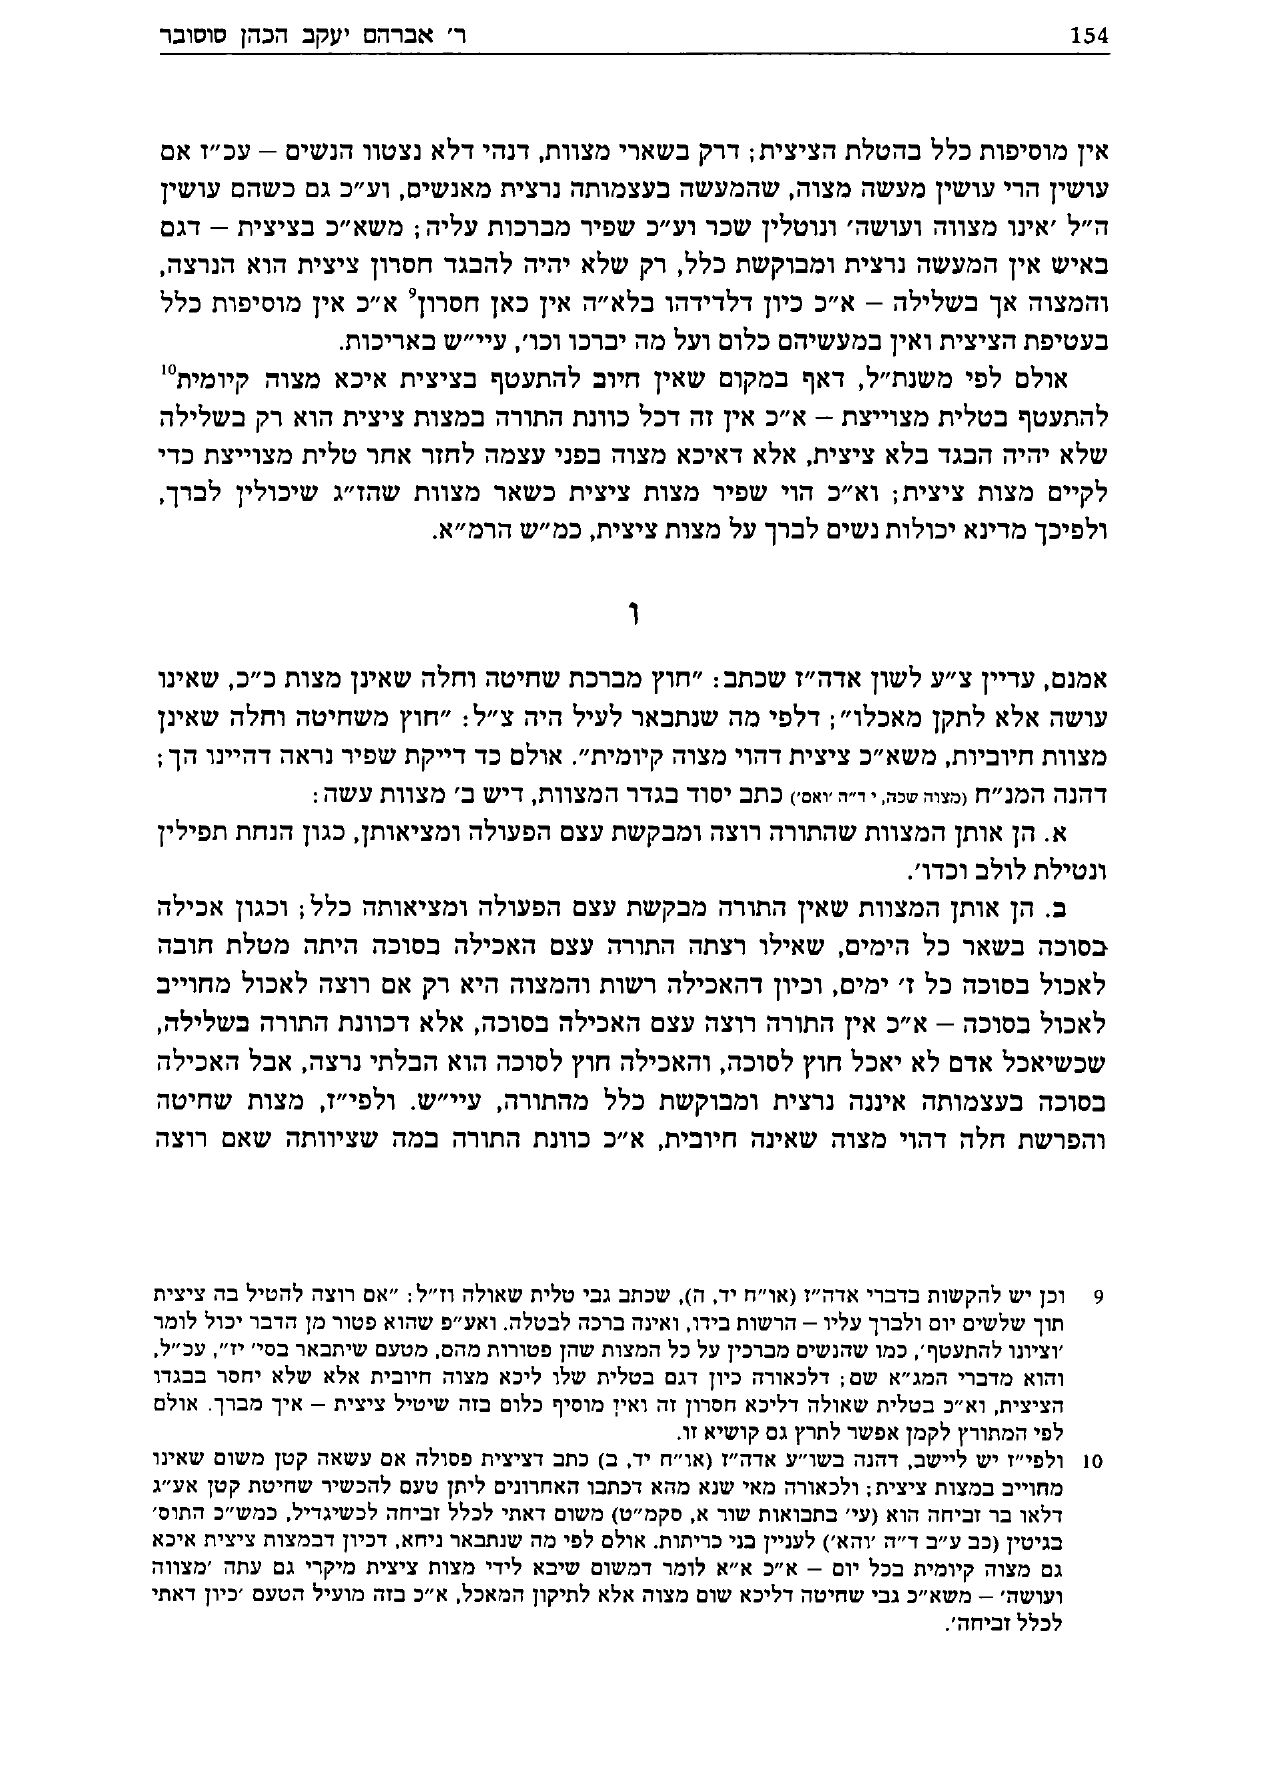 154
ר׳ אברהם יעקב הכהן סוסובר
אין מוסיפות כלל בהטלת הציצית; דרק בשארי מצוות, דנהי דלא נצטוו הנשים – עכ״ז אם
עושין הרי עושין מעשה מצוה, שהמעשה בעצמותה נרצית מאנשים, וע״כ גם כשהם עושין
ה״ל ׳אינו מצווה ועושה׳ ונוטלין שכר וע״כ שפיר מברכות עליה; משא״כ בציצית – דגם
באיש אין המעשה נרצית ומבוקשת כלל, רק שלא יהיה להבגד חסרון ציצית הוא הנרצה,
והמצוה אך בשלילה – א״כ כיון דלדידהו בלא״ה אין כאן חסרון⁹ א״כ אין מוסיפות כלל
בעטיפת הציצית ואין במעשיהם כלום ועל מה יברכו וכו׳, עיי״ש באריכות.
אולם לפי משנת״ל, דאף במקום שאין חיוב להתעטף בציצית איכא מצוה קיומית¹⁰
להתעטף בטלית מצוייצת – א״כ אין זה דכל כוונת התורה במצות ציצית הוא רק בשלילה
שלא יהיה הבגד בלא ציצית, אלא דאיכא מצוה בפני עצמה לחזר אחר טלית מצוייצת כדי
לקיים מצות ציצית; וא״כ הוי שפיר מצות ציצית כשאר מצוות שהז״ג שיכולין לברך,
ולפיכך מדינא יכולות נשים לברך על מצות ציצית, כמ״ש הרמ״א.
ו
אמנם, עדיין צ״ע לשון אדה״ז שכתב: ״חוץ מברכת שחיטה וחלה שאינן מצות כ״כ, שאינו
עושה אלא לתקן מאכלו״; דלפי מה שנתבאר לעיל היה צ״ל: ״חוץ משחיטה וחלה שאינן
מצוות חיוביות, משא״כ ציצית דהוי מצוה קיומית״. אולם כד דייקת שפיר נראה דהיינו הך;
דהנה המנ״ח (מצוה שכה, י ד״ה ׳ואם׳) כתב יסוד בגדר המצוות, דיש ב׳ מצוות עשה:
א. הן אותן המצוות שהתורה רוצה ומבקשת עצם הפעולה ומציאותן, כגון הנחת תפילין
ונטילת לולב וכדו׳.
ב. הן אותן המצוות שאין התורה מבקשת עצם הפעולה ומציאותה כלל; וכגון אכילה
בסוכה בשאר כל הימים, שאילו רצתה התורה עצם האכילה בסוכה היתה מטלת חובה
לאכול בסוכה כל ז׳ ימים, וכיון דהאכילה רשות והמצוה היא רק אם רוצה לאכול מחוייב
לאכול בסוכה – א״כ אין התורה רוצה עצם האכילה בסוכה, אלא דכוונת התורה בשלילה,
שכשיאכל אדם לא יאכל חוץ לסוכה, והאכילה חוץ לסוכה הוא הבלתי נרצה, אבל האכילה
בסוכה בעצמותה איננה נרצית ומבוקשת כלל מהתורה, עיי״ש. ולפי״ז, מצות שחיטה
והפרשת חלה דהוי מצוה שאינה חיובית, א״כ כוונת התורה במה שציוותה שאם רוצה
9 וכן יש להקשות בדברי אדה״ז (או״ח יד, ה), שכתב גבי טלית שאולה וז״ל: ״אם רוצה להטיל בה ציצית
תוך שלשים יום ולברך עליו – הרשות בידו, ואינה ברכה לבטלה. ואע״פ שהוא פטור מן הדבר יכול לומר
׳וציונו להתעטף׳, כמו שהנשים מברכין על כל המצות שהן פטורות מהם, מטעם שיתבאר בסי׳ יז״, עכ״ל,
והוא מדברי המג״א שם; דלכאורה כיון דגם בטלית שלו ליכא מצוה חיובית אלא שלא יחסר בבגדו
הציצית, וא״כ בטלית שאולה דליכא חסרון זה ואין מוסיף כלום בזה שיטיל ציצית – איך מברך. אולם
לפי המתורץ לקמן אפשר לתרץ גם קושיא זו.
10 ולפי״ז יש ליישב, דהנה בשו״ע אדה״ז (או״ח יד, ב) כתב דציצית פסולה אם עשאה קטן משום שאינו
מחוייב במצות ציצית; ולכאורה מאי שנא מהא דכתבו האחרונים ליתן טעם להכשיר שחיטת קטן אע״ג
דלאו בר זביחה הוא (עי׳ בתבואות שור א, סקמ״ט) משום דאתי לכלל זביחה לכשיגדיל, כמש״כ התוס׳
בגיטין (כב ע״ב ד״ה ׳והא׳) לעניין בני כריתות. אולם לפי מה שנתבאר ניחא, דכיון דבמצות ציצית איכא
גם מצוה קיומית בכל יום – א״כ א״א לומר דמשום שיבא לידי מצות ציצית מיקרי גם עתה ׳מצווה
ועושה׳ – משא״כ גבי שחיטה דליכא שום מצוה אלא לתיקון המאכל, א״כ בזה מועיל הטעם ׳כיון דאתי
לכלל זביחה׳.